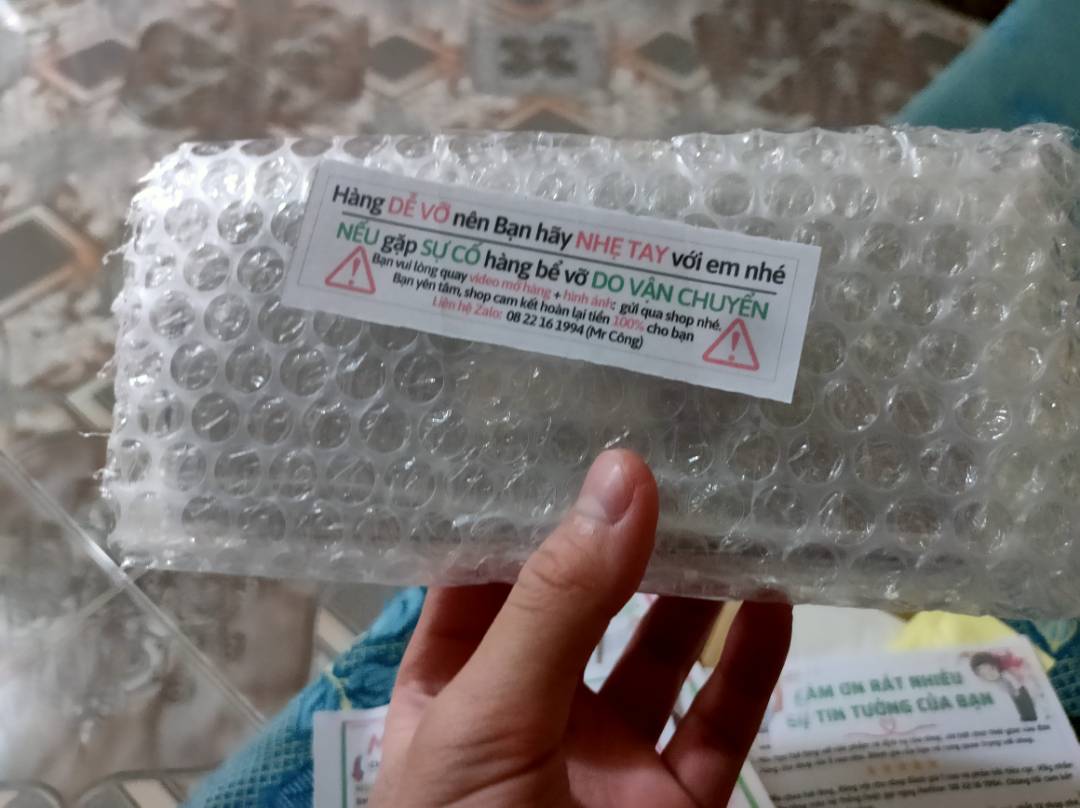 Hàng DỄ VỠ nên Bạn hãy NHẸ TAY với em nhé
NẾU gặp SỰ CỐ hàng bể vỡ DO VẬN CHUYỂN
Bạn vui lòng quay video mở hàng + hình ảnh; gửi qua shop nhé.
Bạn yên tâm, shop cam kết hoàn lại tiền 100% cho bạn
Liên hệ Zalo: 08 22 16 1994 (Mr Công)
CẢM ƠN RẤT NHIỀU
SỰ TIN TƯỞNG CỦA BẠN